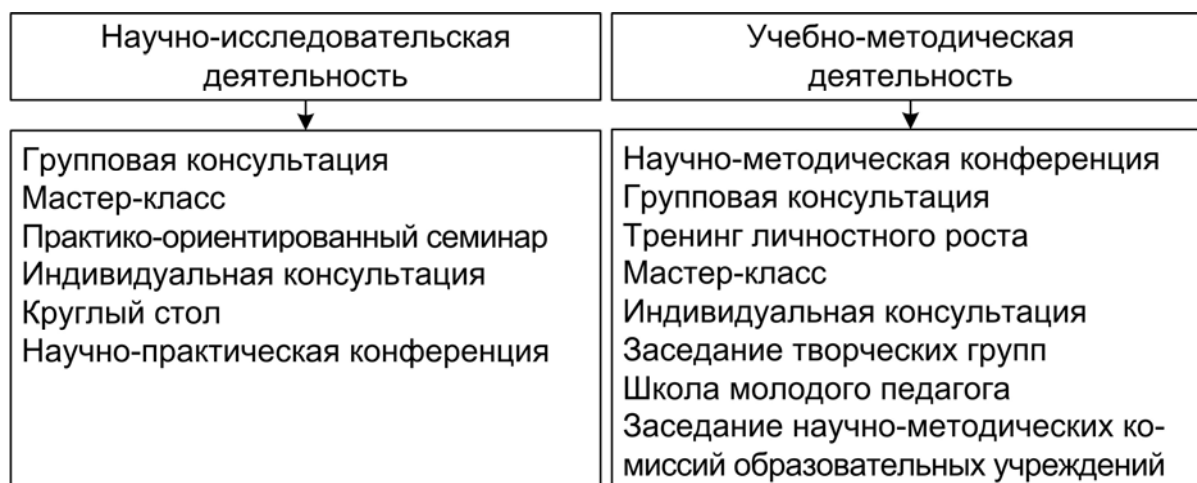 Научно-исследовательская
деятельность
Учебно-методическая
деятельность
Групповая консультация
Мастер-класс
Практико-ориентированный семинар
Индивидуальная консультация
Круглый стол
Научно-практическая конференция
Научно-методическая конференция
Групповая консультация
Тренинг личностного роста
Мастер-класс
Индивидуальная консультация
Заседание творческих групп
Школа молодого педагога
Заседание научно-методических ко-
миссий образовательных учреждений